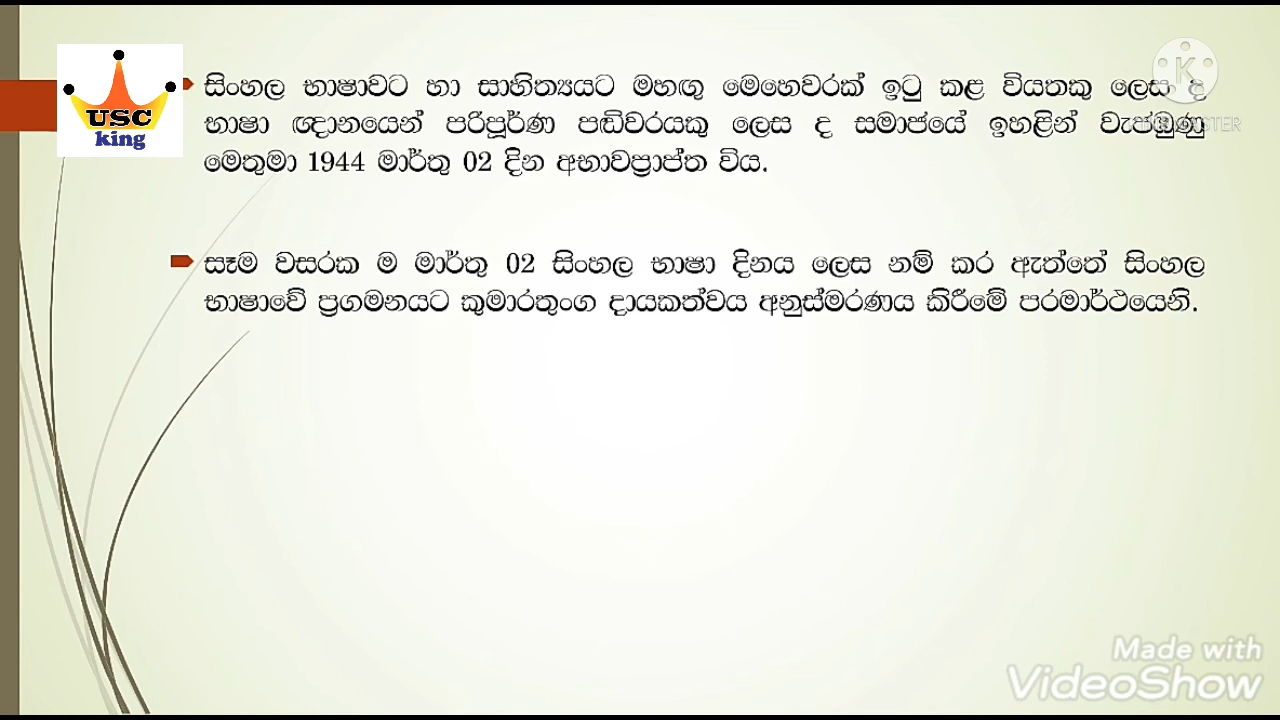 සිංහල භාෂාවට හා සාහිත්‍යයට මහඟු මෙහෙවරක් ඉටු කළ වියතකු ලෙස ද
භාෂා ඥානයෙන් පරිපූර්ණ පඬිවරයකු ලෙස ද සමාජයේ ඉහළින් වැජඹුණු
මෙතුමා 1944 මාර්තු 02 දින අභාවප්‍රාප්ත විය.
සෑම වසරක ම මාර්තු 02 සිංහල භාෂා දිනය ලෙස නම් කර ඇත්තේ සිංහල
භාෂාවේ ප්‍රගමනයට කුමාරතුංග දායකත්වය අනුස්මරණය කිරීමේ පරමාර්ථයෙනි.
USC
king
K
Made with
VideoShow